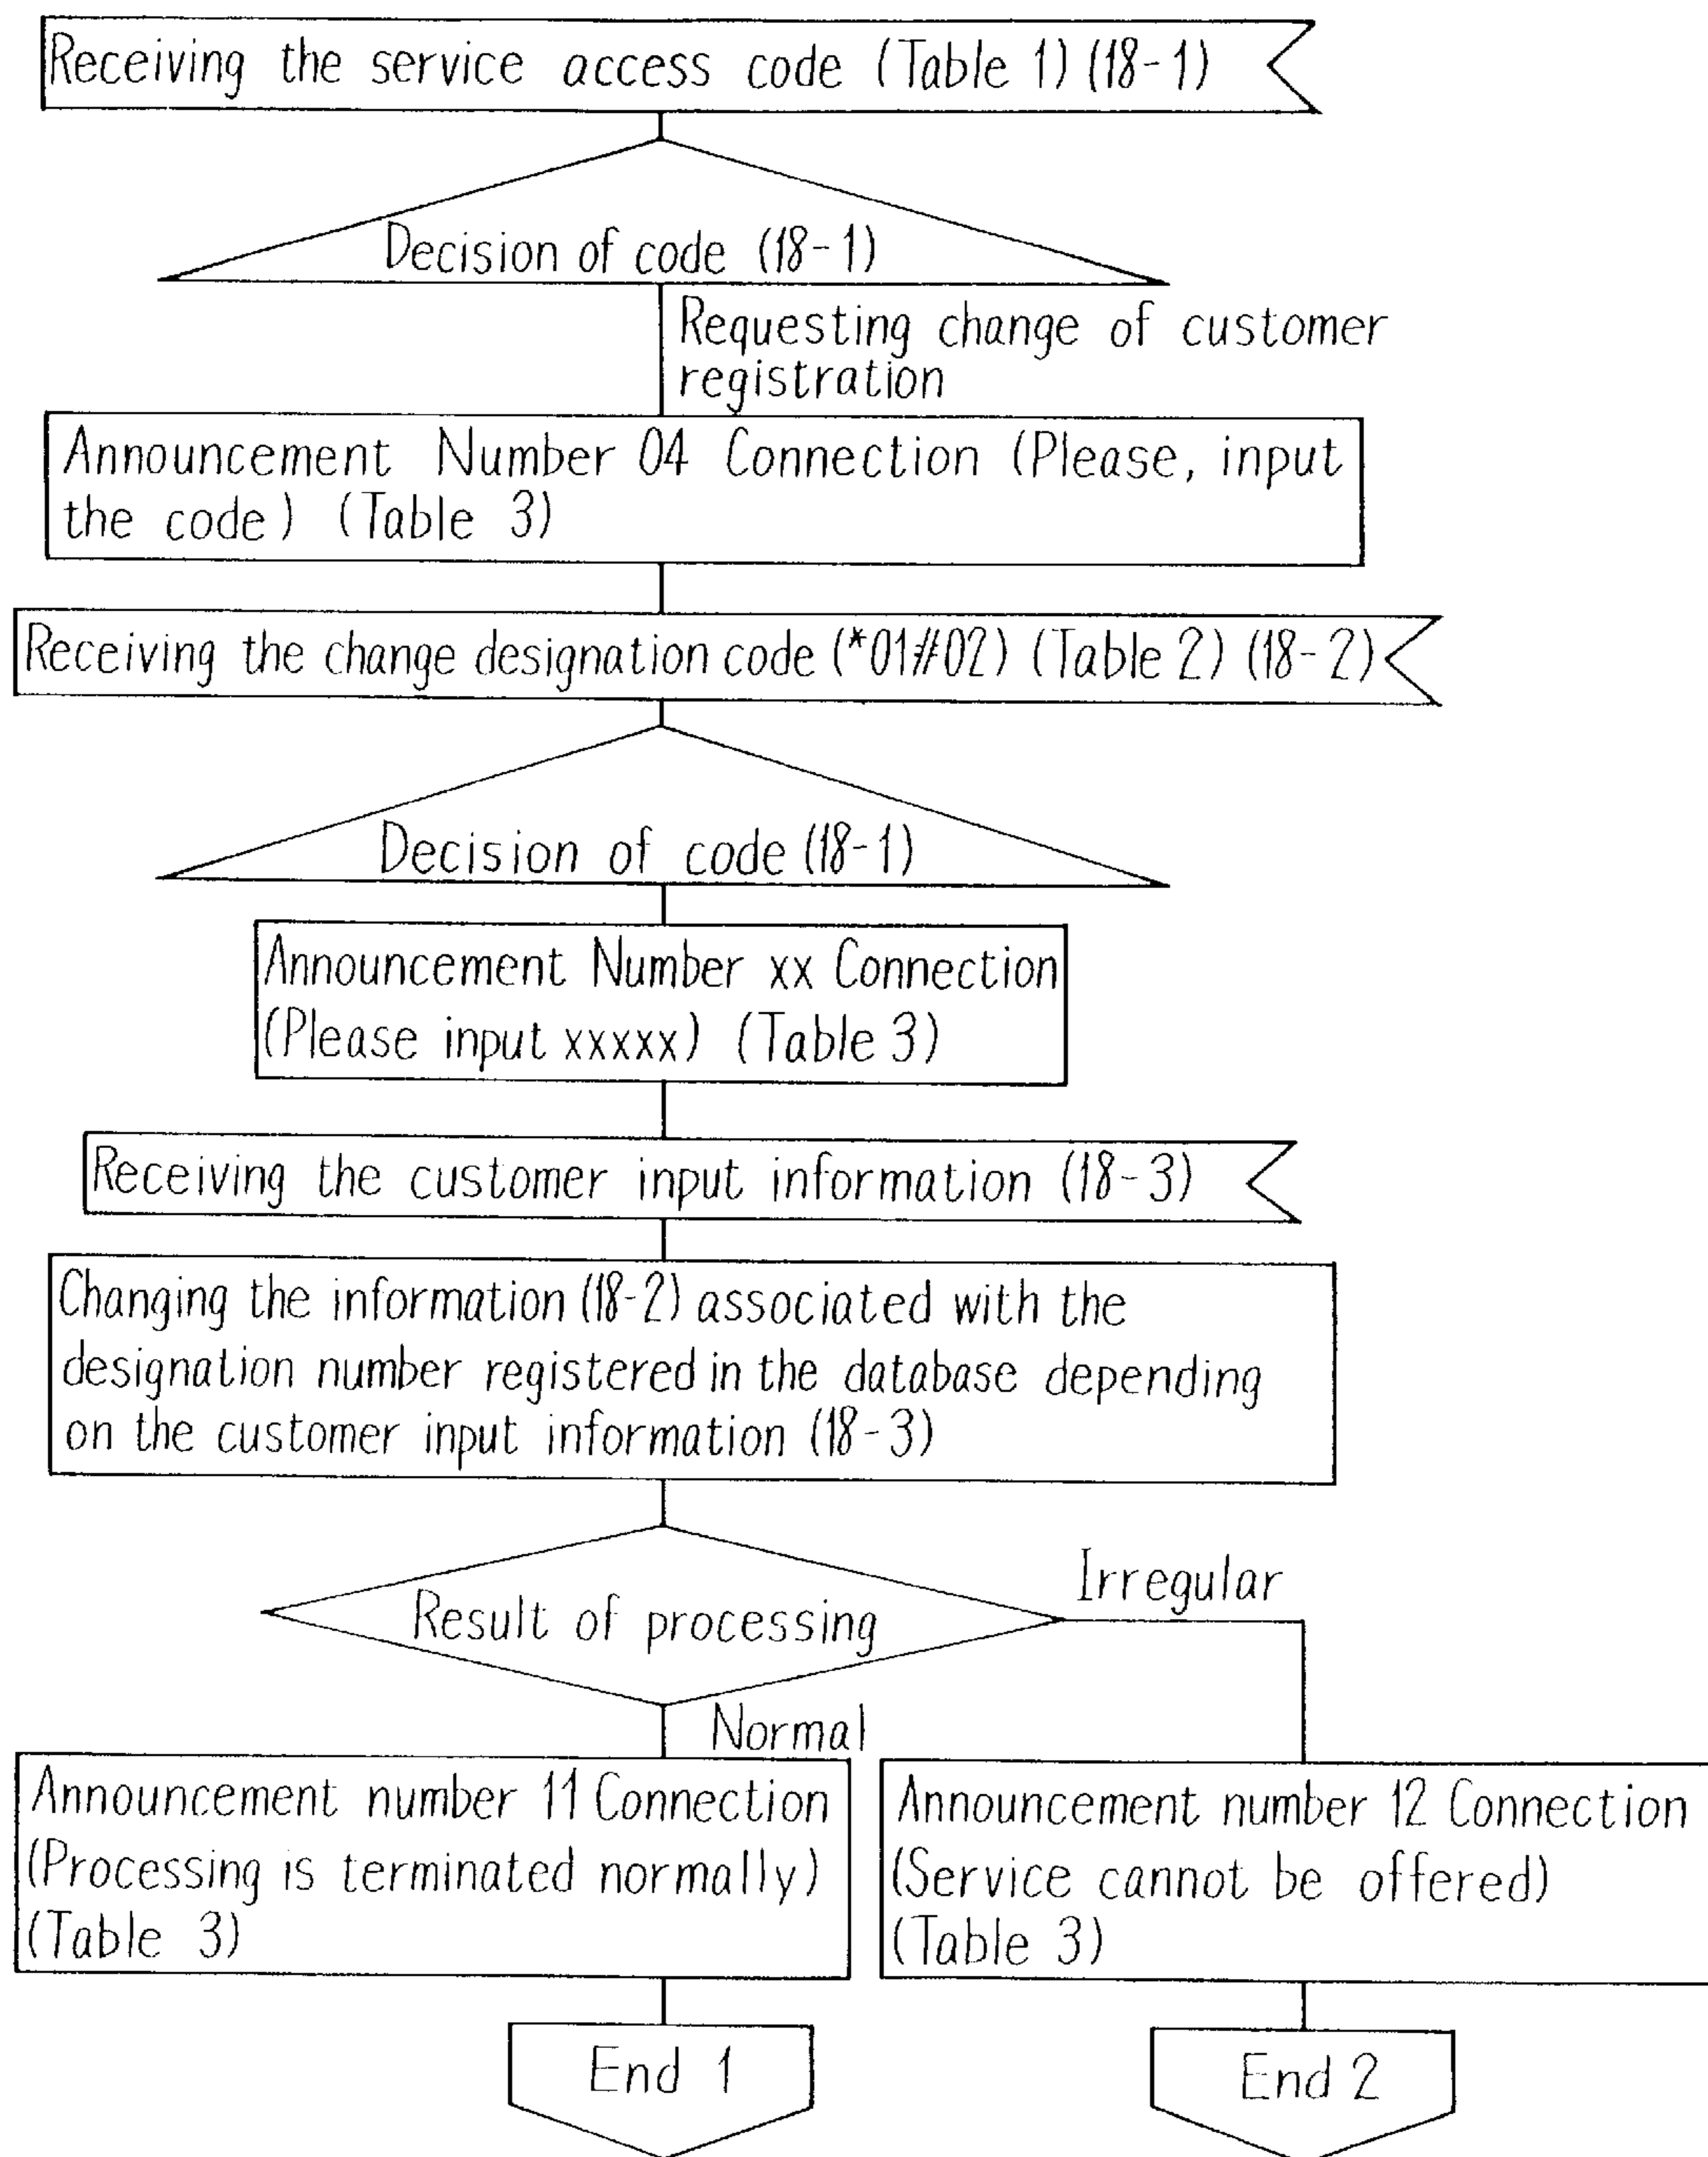 Receiving the service access code (Table 1) (18-1)
Decision of code (18-1)
Requesting change of customer
registration
Announcement Number 04 Connection (Please, input
the code) (Table 3)
Receiving the change designation code (*01#02) (Table 2) (18-2)
Decision of code (18-1)
Announcement Number xx Connection
(Please input xxxxx) (Table 3)
Receiving the customer input information (18-3)
Changing the information (18-2) associated with the
designation number registered in the database depending
on the customer input information (18-3)
Result of processing
Irregular
Normal
Announcement number 11 Connection
(Processing is terminated normally)
(Table 3)
Announcement number 12 Connection
(Service cannot be offered)
(Table 3)
End 1
End 2